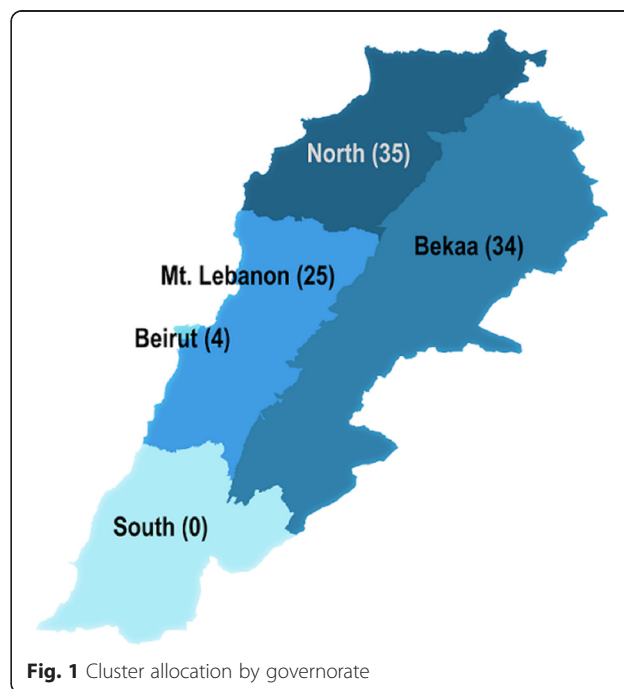 North (35)
Bekaa (34)
Mt. Lebanon (25)
Beirut (4)
South (0)
Fig. 1 Cluster allocation by governorate